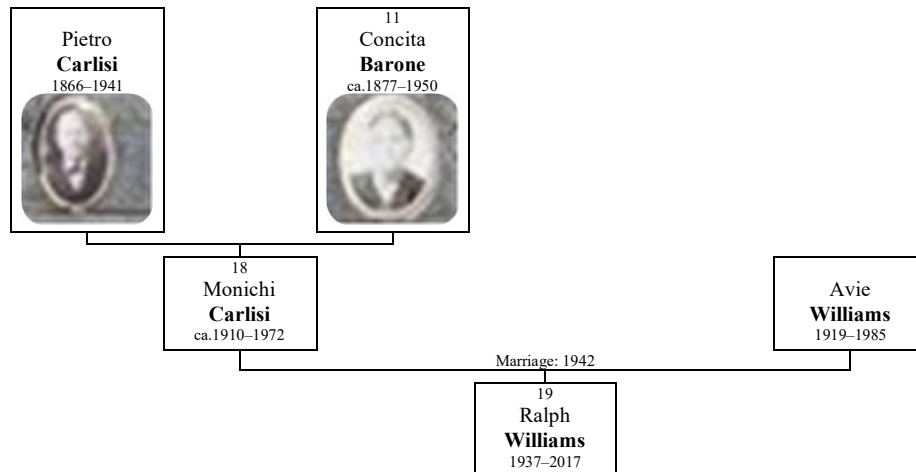 Pietro
Carlisi
1866–1941
11
Concita
Barone
ca.1877–1950
18
Monichi
Carlisi
ca.1910–1972
Avie
Williams
1919–1985
Marriage: 1942
19
Ralph
Williams
1937–2017